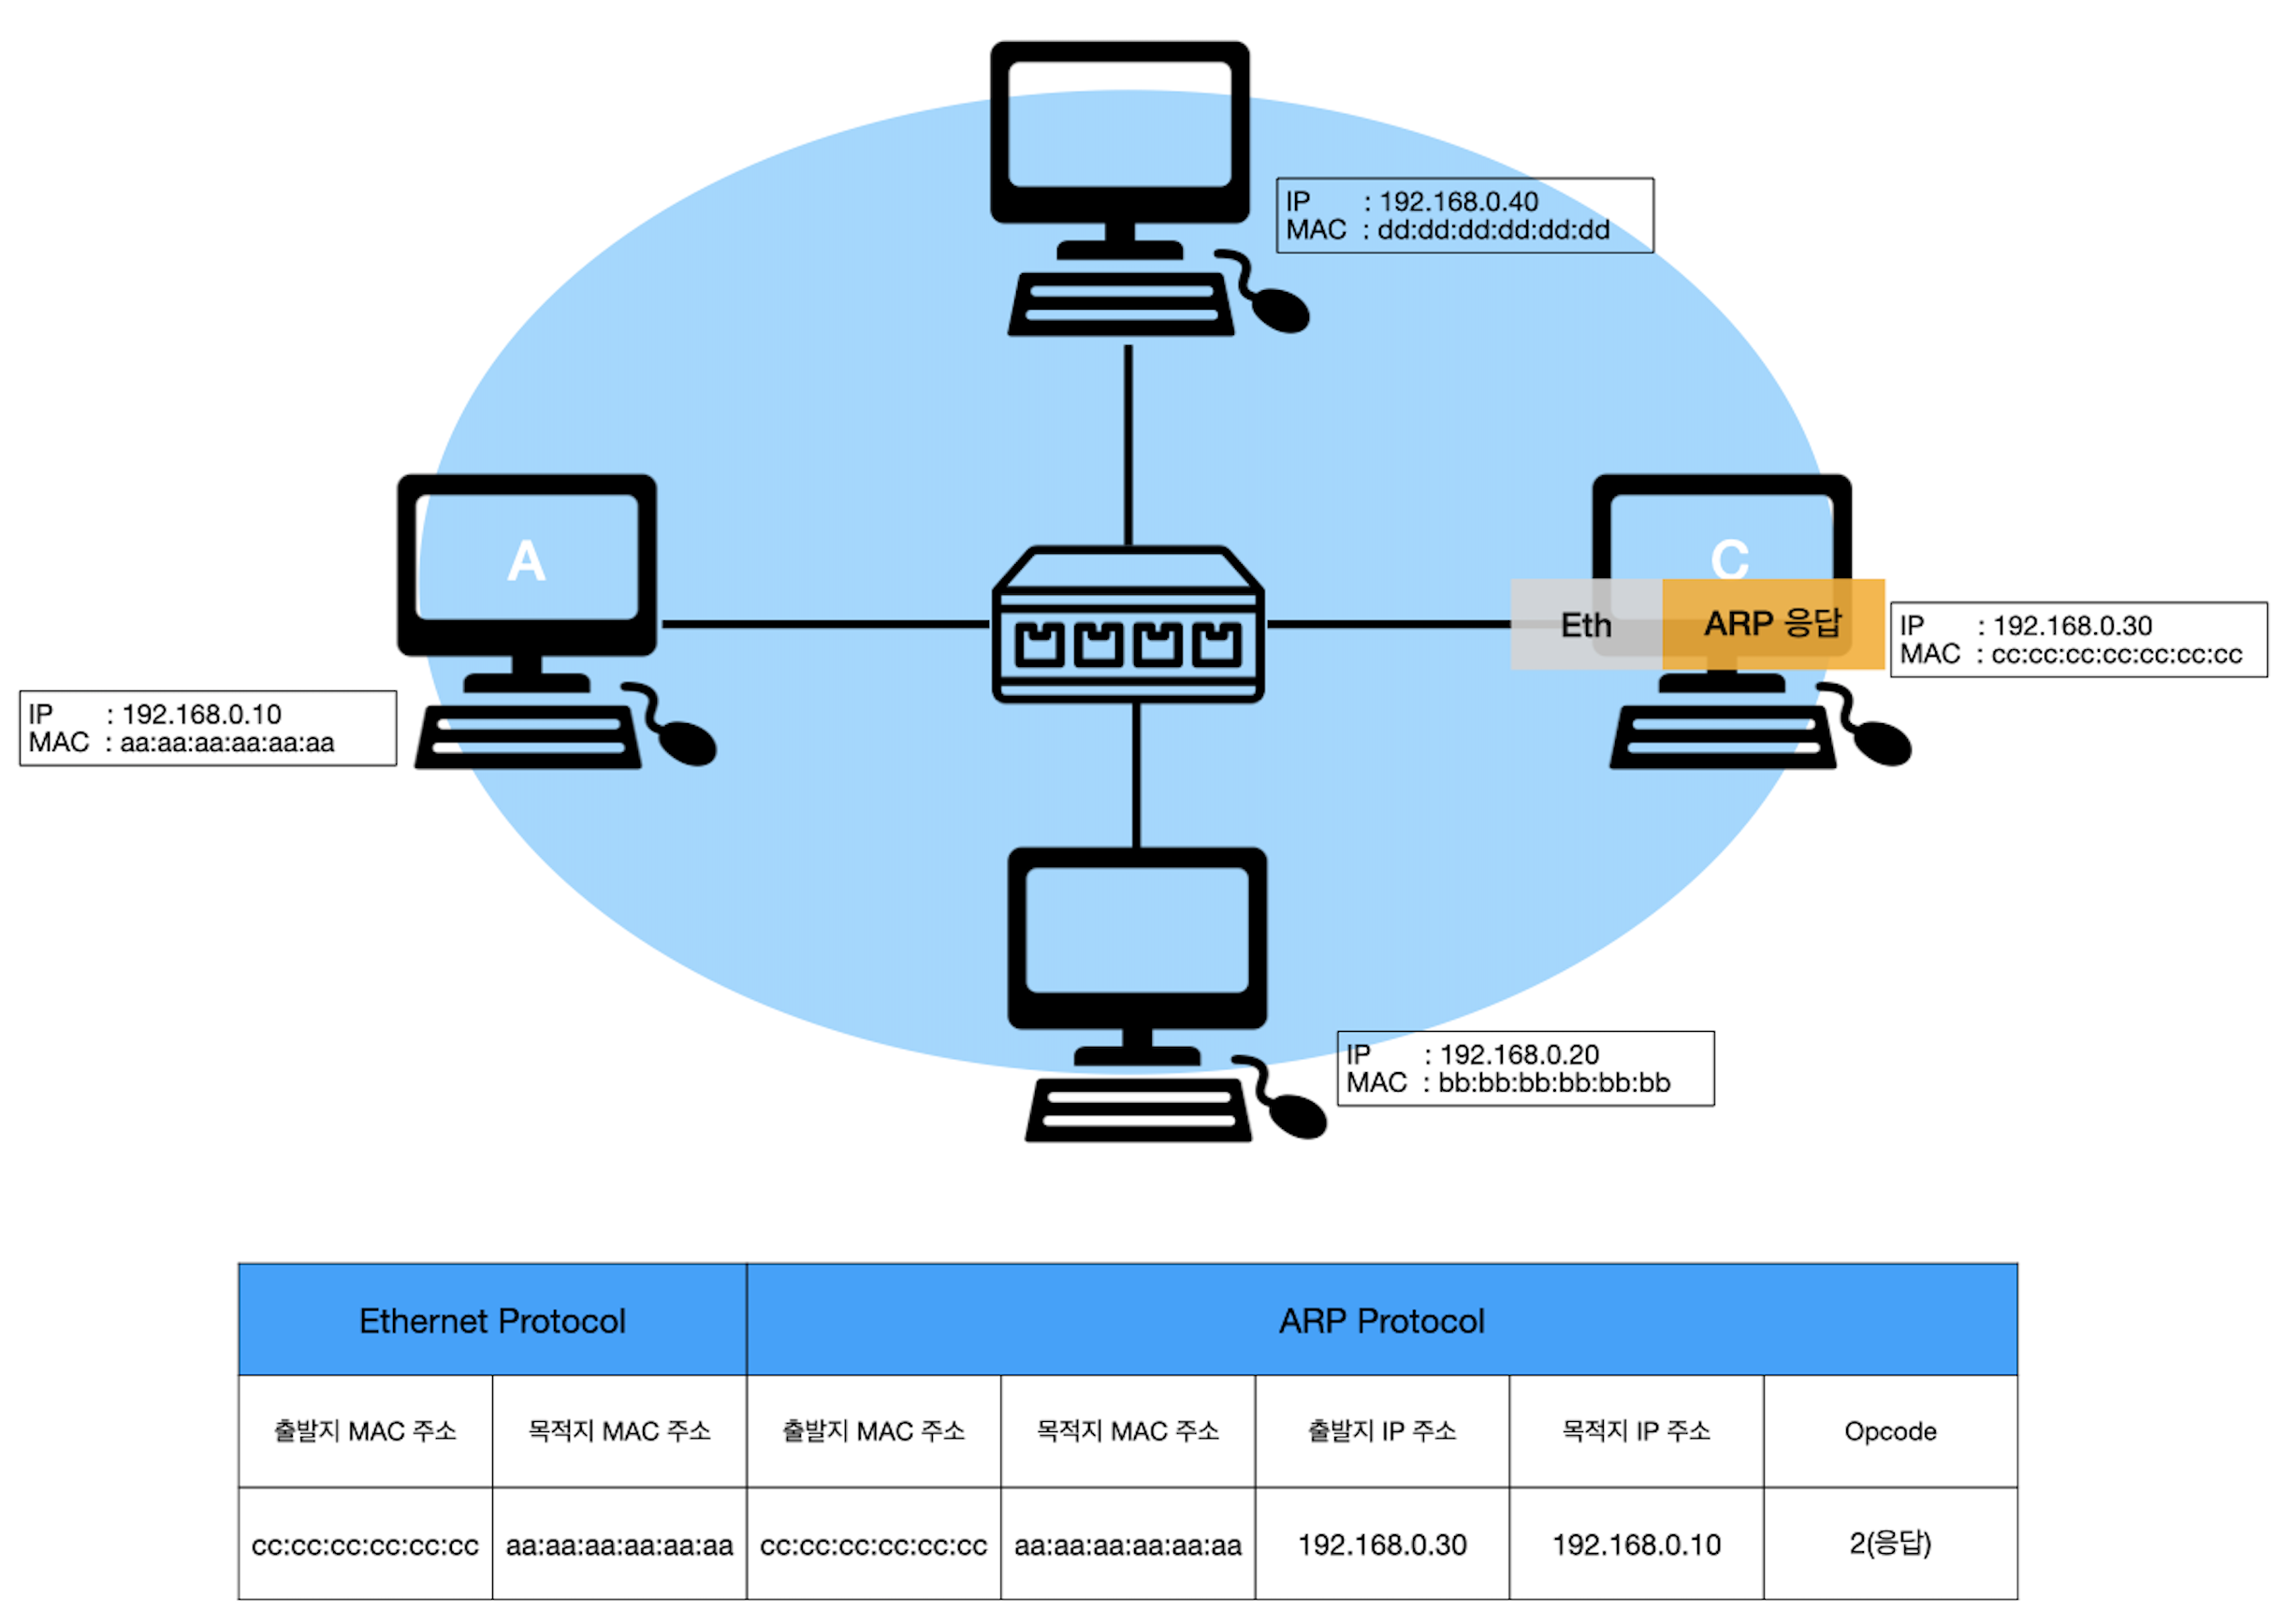 IP : 192.168.0.40
MAC : dd:dd:dd:dd:dd:dd
A
C
Eth
ARP 응답
IP : 192.168.0.30
MAC : cc:cc:cc:cc:cc:cc:cc
IP : 192.168.0.10
MAC : aa:aa:aa:aa:aa:aa
IP : 192.168.0.20
MAC : bb:bb:bb:bb:bb:bb
Ethernet Protocol
ARP Protocol
출발지 MAC 주소
목적지 MAC 주소
출발지 MAC 주소
목적지 MAC 주소
출발지 IP 주소
목적지 IP 주소
Opcode
cc:cc:cc:cc:cc:cc
aa:aa:aa:aa:aa:aa
cc:cc:cc:cc:cc:cc
aa:aa:aa:aa:aa:aa
192.168.0.30
192.168.0.10
2(응답)